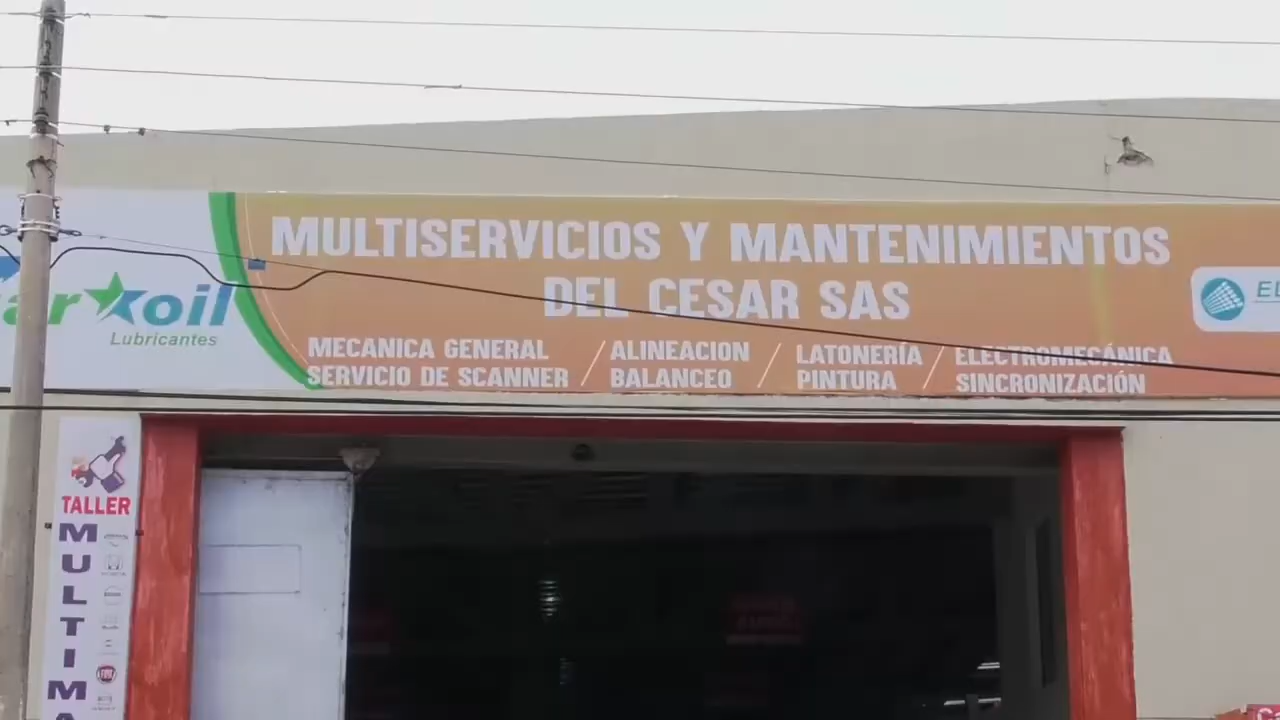 MULTISERVICIOS Y MANTENIMIENTOS
DEL CESAR SAS
oil
Lubricantes
MECANICA GENERAL
SERVICIO DE SCANNER
ALINEACION
BALANCEO
LATONERÍA
PINTURA
ELECTROMECÁNICA
SINCRONIZACIÓN
TALLER
MULTIMA